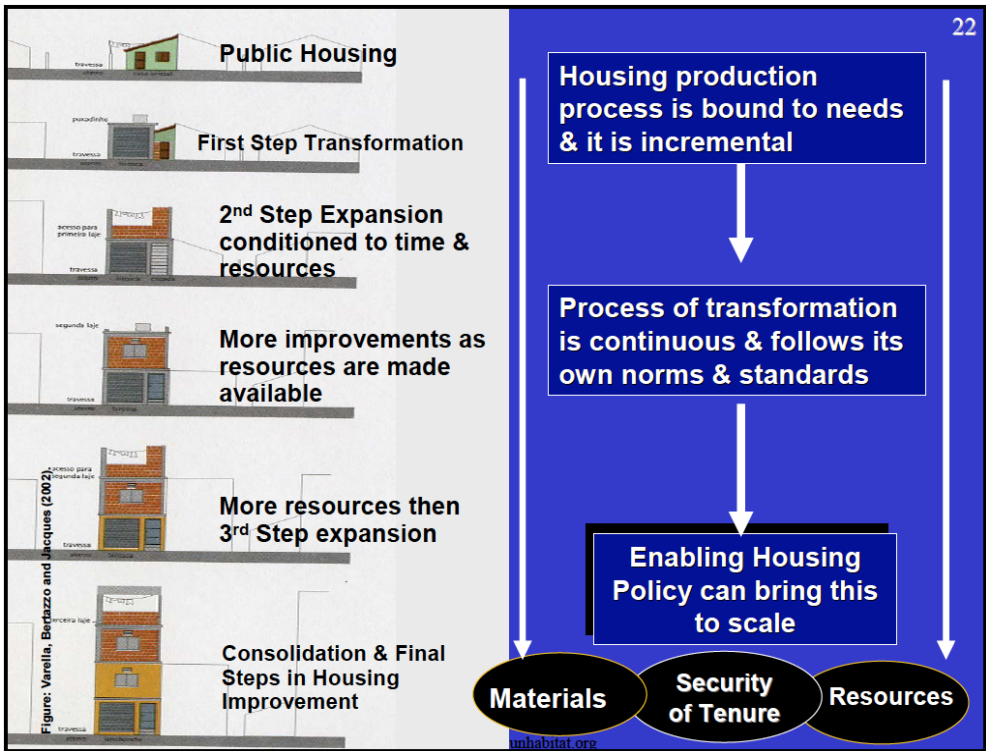 22
travessa
Public Housing
puxadinho
travessa
First Step Transformation
2nd Step Expansion
conditioned to time &
resources
acesso para
primeira laje
travessa
segunda laje
travessa
More improvements as
resources are made
available
acesso para
segunda laje
travessa
More resources then
3rd Step expansion
terceira laje
travessa
Consolidation & Final
Steps in Housing
Improvement
Figure: Varella, Bertazzo and Jacques (2002).
Housing production
process is bound to needs
& it is incremental
Process of transformation
is continuous & follows its
own norms & standards
Enabling Housing
Policy can bring this
to scale
Materials
Security
of Tenure
Resources
unhabitat.org